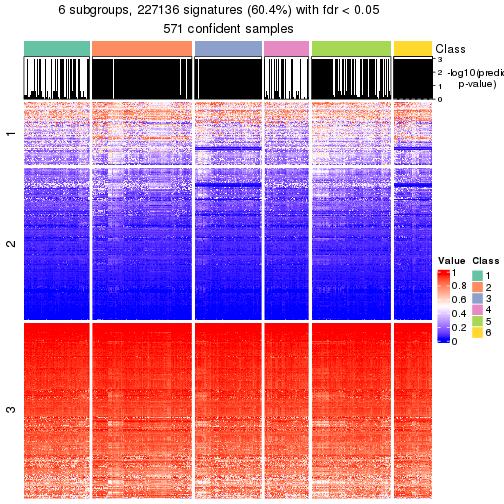 6 subgroups, 227136 signatures (60.4%) with fdr < 0.05
571 confident samples
Class
3
2
1
0
-log10(predi
p-value)
1
2
3
Value
1
0.8
0.6
0.4
0.2
0
Class
1
2
3
4
5
6